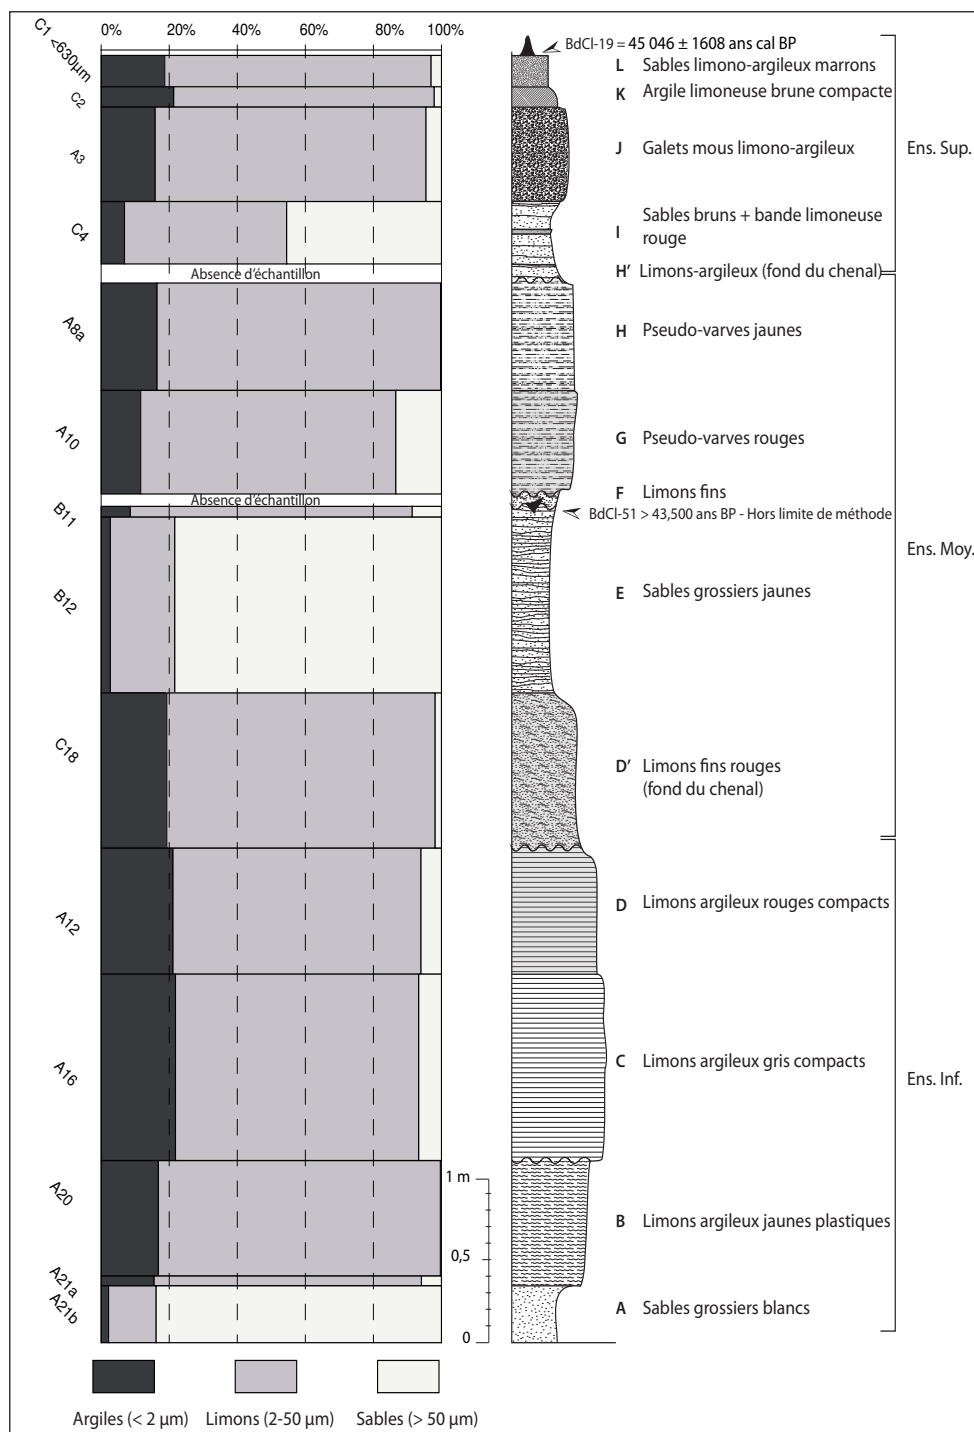 0% 20% 40% 60% 80% 100%
C1 <630µm
C2
A3
C4
Absence d'échantillon
A8a
A10
Absence d'échantillon
B11
B12
C18
A12
A16
A20
A21a
A21b
1 m
0,5
0
BdCl-19 = 45 046 ± 1608 ans cal BP
L Sables limono-argileux marrons
K Argile limoneuse brune compacte
J Galets mous limono-argileux
Ens. Sup.
I Sables bruns + bande limoneuse
rouge
H’ Limons-argileux (fond du chenal)
H Pseudo-varves jaunes
G Pseudo-varves rouges
F Limons fins
BdCl-51 > 43,500 ans BP - Hors limite de méthode
Ens. Moy.
E Sables grossiers jaunes
D’ Limons fins rouges
(fond du chenal)
D Limons argileux rouges compacts
C Limons argileux gris compacts
Ens. Inf.
B Limons argileux jaunes plastiques
A Sables grossiers blancs
Argiles (< 2 µm) Limons (2-50 µm) Sables (> 50 µm)